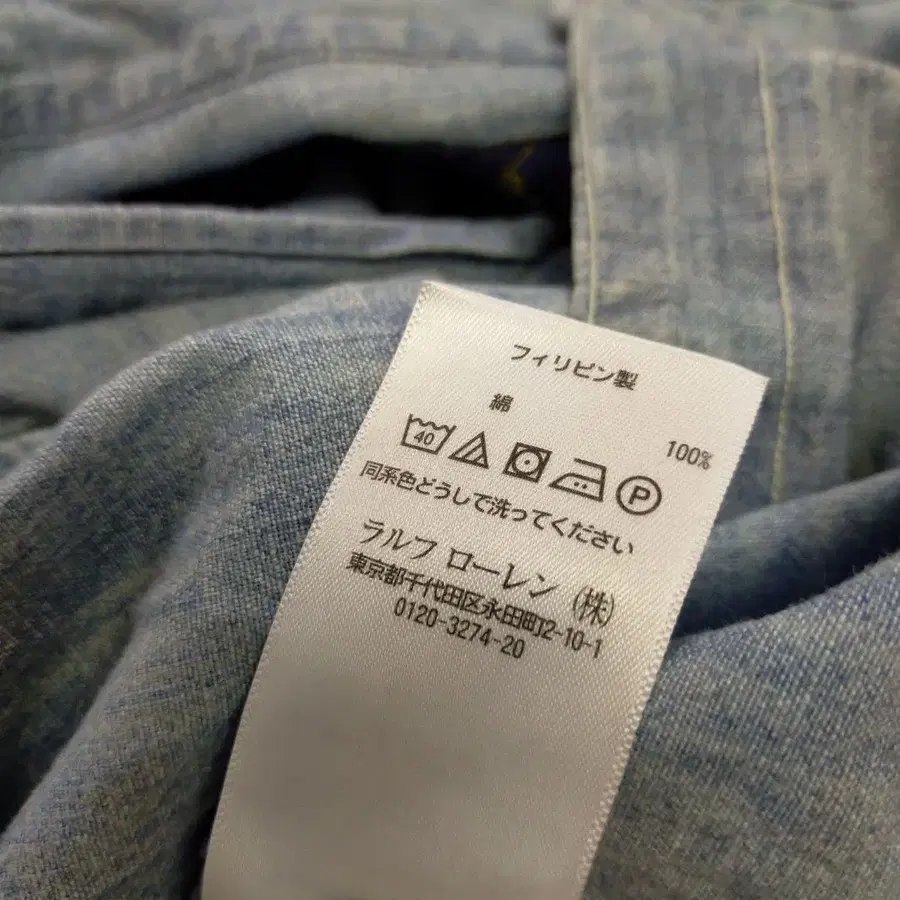 フィリピン製
綿 100%
40 P
同系色どうしで洗ってください
ラルフ ローレン (株)
東京都千代田区永田町2-10-1
0120-3274-20